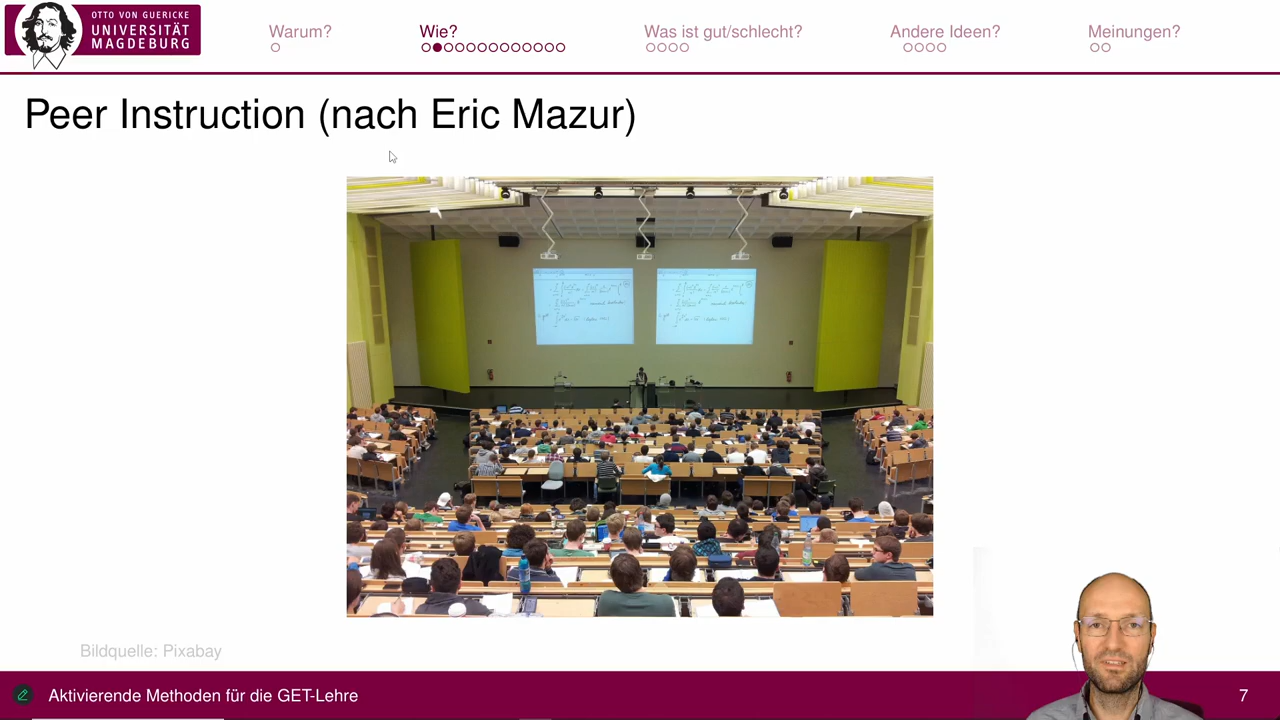 OTTO VON GUERICKE
UNIVERSITÄT
MAGDEBURG
Warum?
Wie?
Was ist gut/schlecht?
Andere Ideen?
Meinungen?
Peer Instruction (nach Eric Mazur)
Bildquelle: Pixabay
Aktivierende Methoden für die GET-Lehre
7